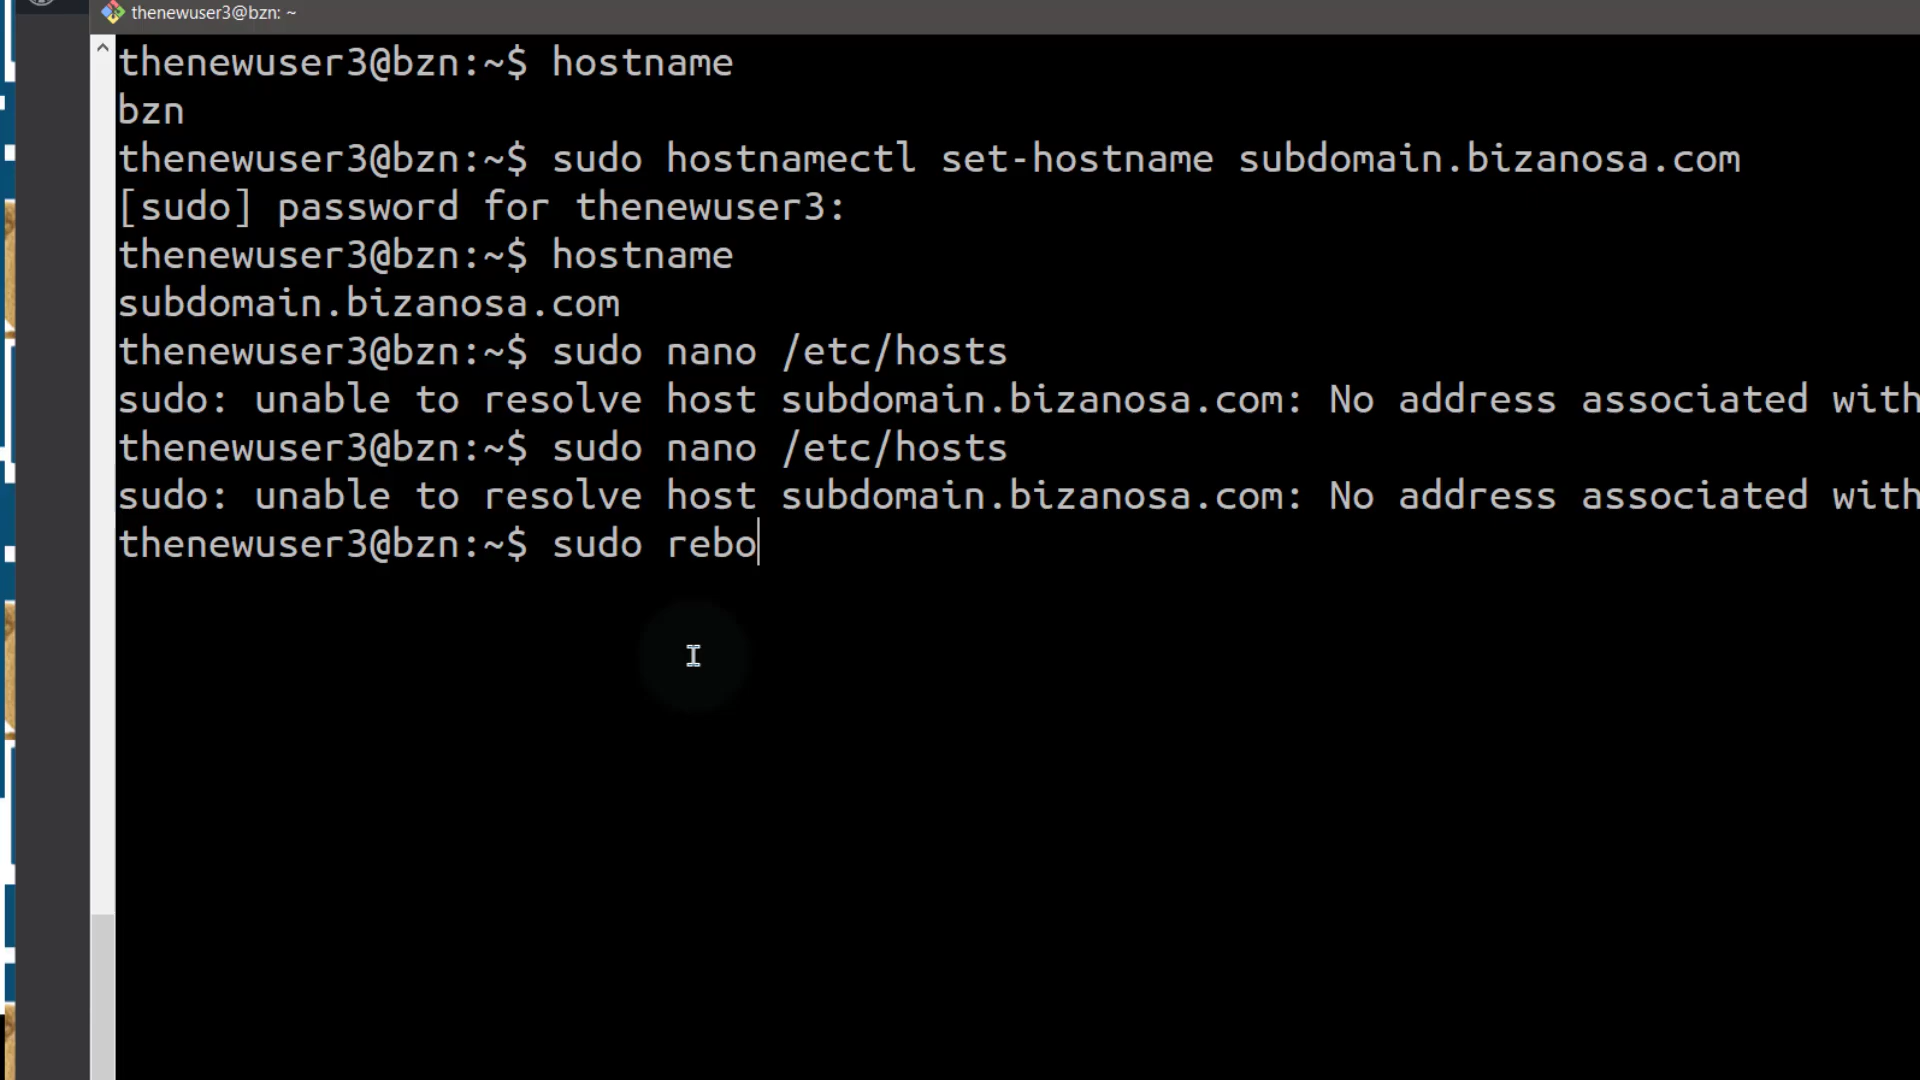 thenewuser3@bzn: ~
thenewuser3@bzn:~$ hostname
bzn
thenewuser3@bzn:~$ sudo hostnamectl set-hostname subdomain.bizanosa.com
[sudo] password for thenewuser3:
thenewuser3@bzn:~$ hostname
subdomain.bizanosa.com
thenewuser3@bzn:~$ sudo nano /etc/hosts
sudo: unable to resolve host subdomain.bizanosa.com: No address associated with
thenewuser3@bzn:~$ sudo nano /etc/hosts
sudo: unable to resolve host subdomain.bizanosa.com: No address associated with
thenewuser3@bzn:~$ sudo rebo